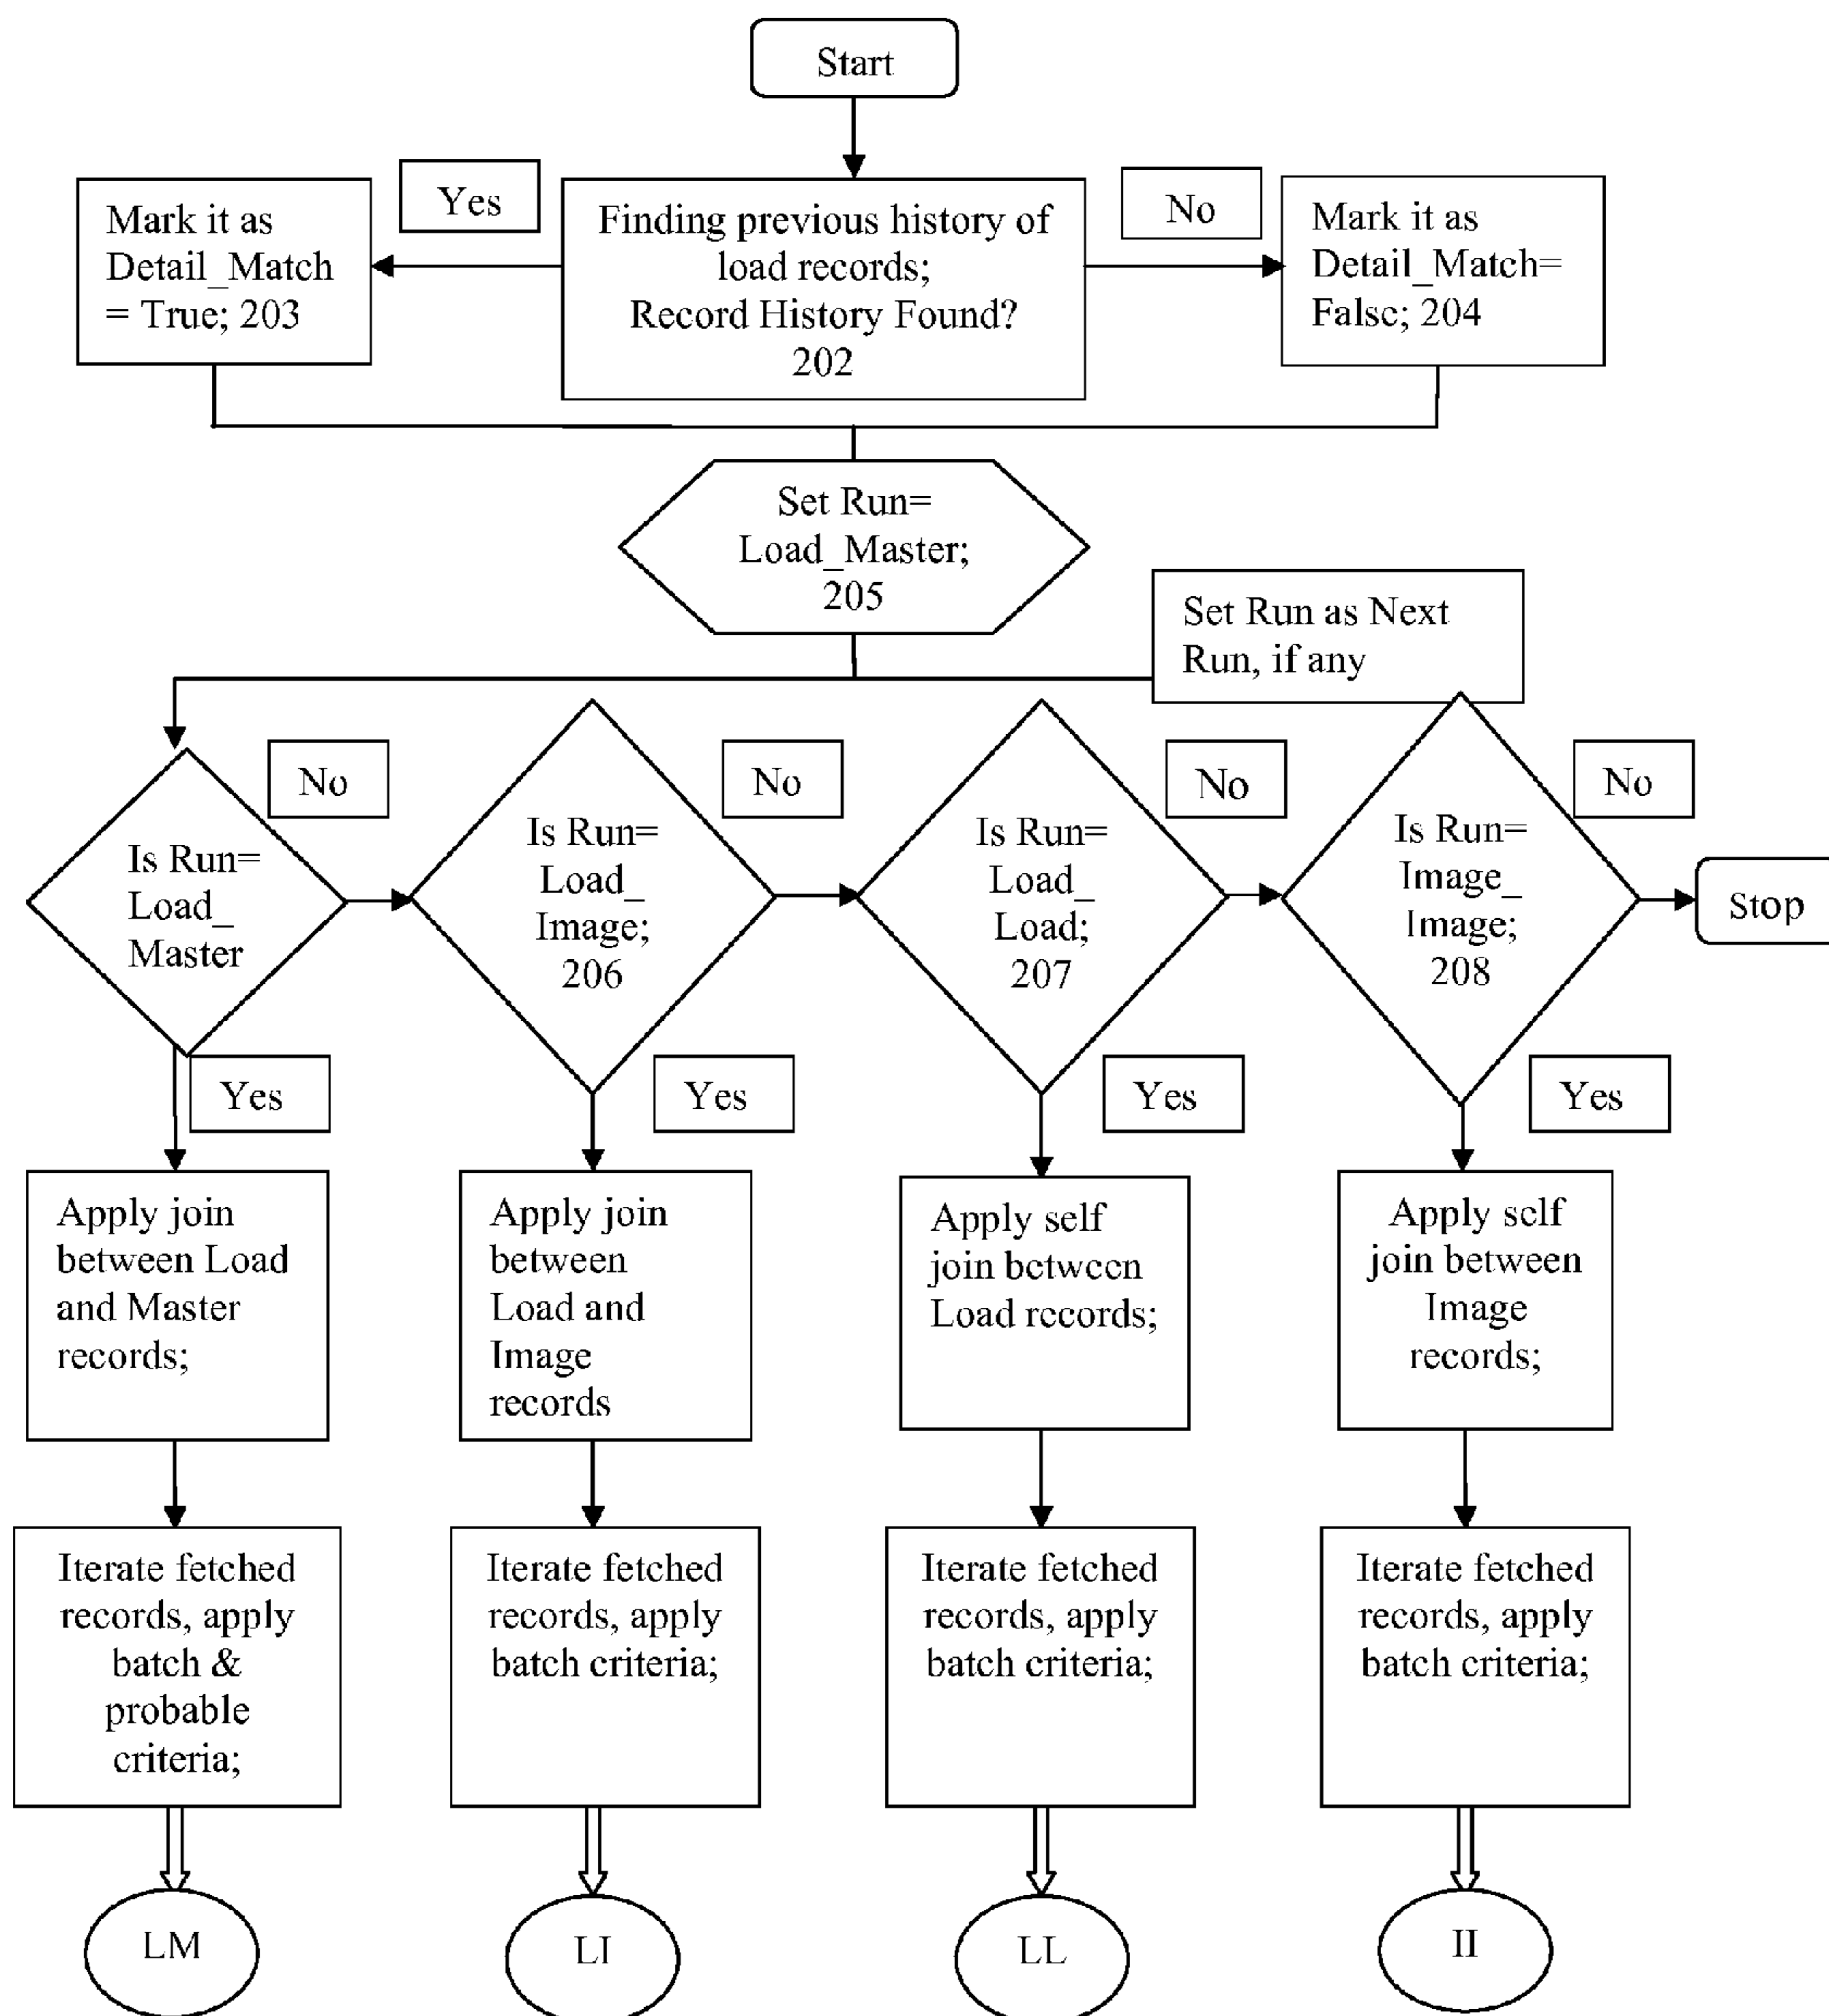 Start
Yes
No
Mark it as
Detail_Match
= True; 203
Finding previous history of
load records;
Record History Found?
202
Mark it as
Detail_Match=
False; 204
Set Run=
Load_Master;
205
Set Run as Next
Run, if any
No
No
No
No
Is Run=
Load_
Master
Is Run=
Load_
Image;
206
Is Run=
Load_
Load;
207
Is Run=
Image_
Image;
208
Stop
Yes
Yes
Yes
Yes
Apply join
between Load
and Master
records;
Apply join
between
Load and
Image
records
Apply self
join between
Load records;
Apply self
join between
Image
records;
Iterate fetched
records, apply
batch &
probable
criteria;
Iterate fetched
records, apply
batch criteria;
Iterate fetched
records, apply
batch criteria;
Iterate fetched
records, apply
batch criteria;
LM
LI
LL
II